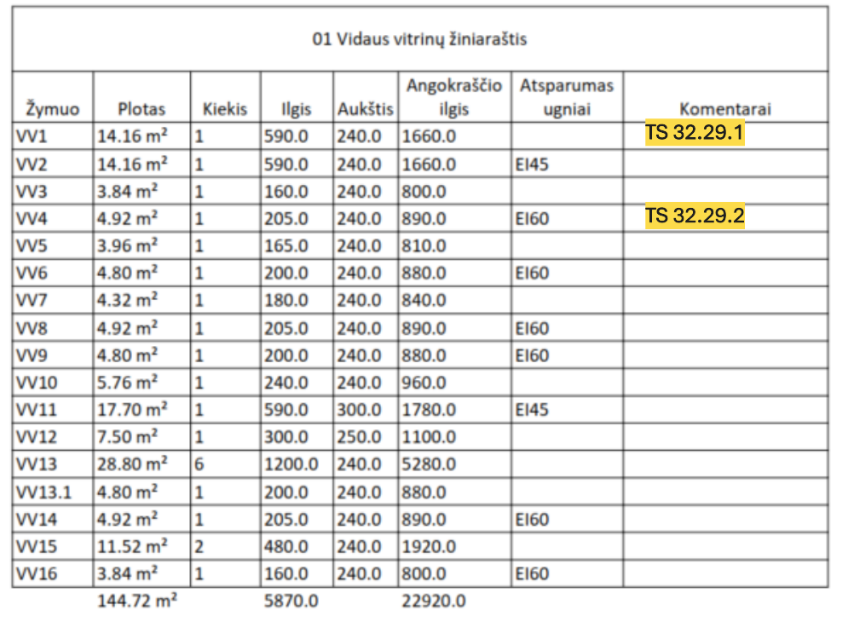 01 Vidaus vitrinų žiniaraštis
Žymuo Plotas Kiekis Ilgis Aukštis Angokraščio ilgis Atsparumas ugniai Komentarai
VV1 14.16 m² 1 590.0 240.0 1660.0 TS 32.29.1
VV2 14.16 m² 1 590.0 240.0 1660.0 EI45
VV3 3.84 m² 1 160.0 240.0 800.0
VV4 4.92 m² 1 205.0 240.0 890.0 EI60 TS 32.29.2
VV5 3.96 m² 1 165.0 240.0 810.0
VV6 4.80 m² 1 200.0 240.0 880.0 EI60
VV7 4.32 m² 1 180.0 240.0 840.0
VV8 4.92 m² 1 205.0 240.0 890.0 EI60
VV9 4.80 m² 1 200.0 240.0 880.0 EI60
VV10 5.76 m² 1 240.0 240.0 960.0
VV11 17.70 m² 1 590.0 300.0 1780.0 EI45
VV12 7.50 m² 1 300.0 250.0 1100.0
VV13 28.80 m² 6 1200.0 240.0 5280.0
VV13.1 4.80 m² 1 200.0 240.0 880.0
VV14 4.92 m² 1 205.0 240.0 890.0 EI60
VV15 11.52 m² 2 480.0 240.0 1920.0
VV16 3.84 m² 1 160.0 240.0 800.0 EI60
144.72 m² 5870.0 22920.0